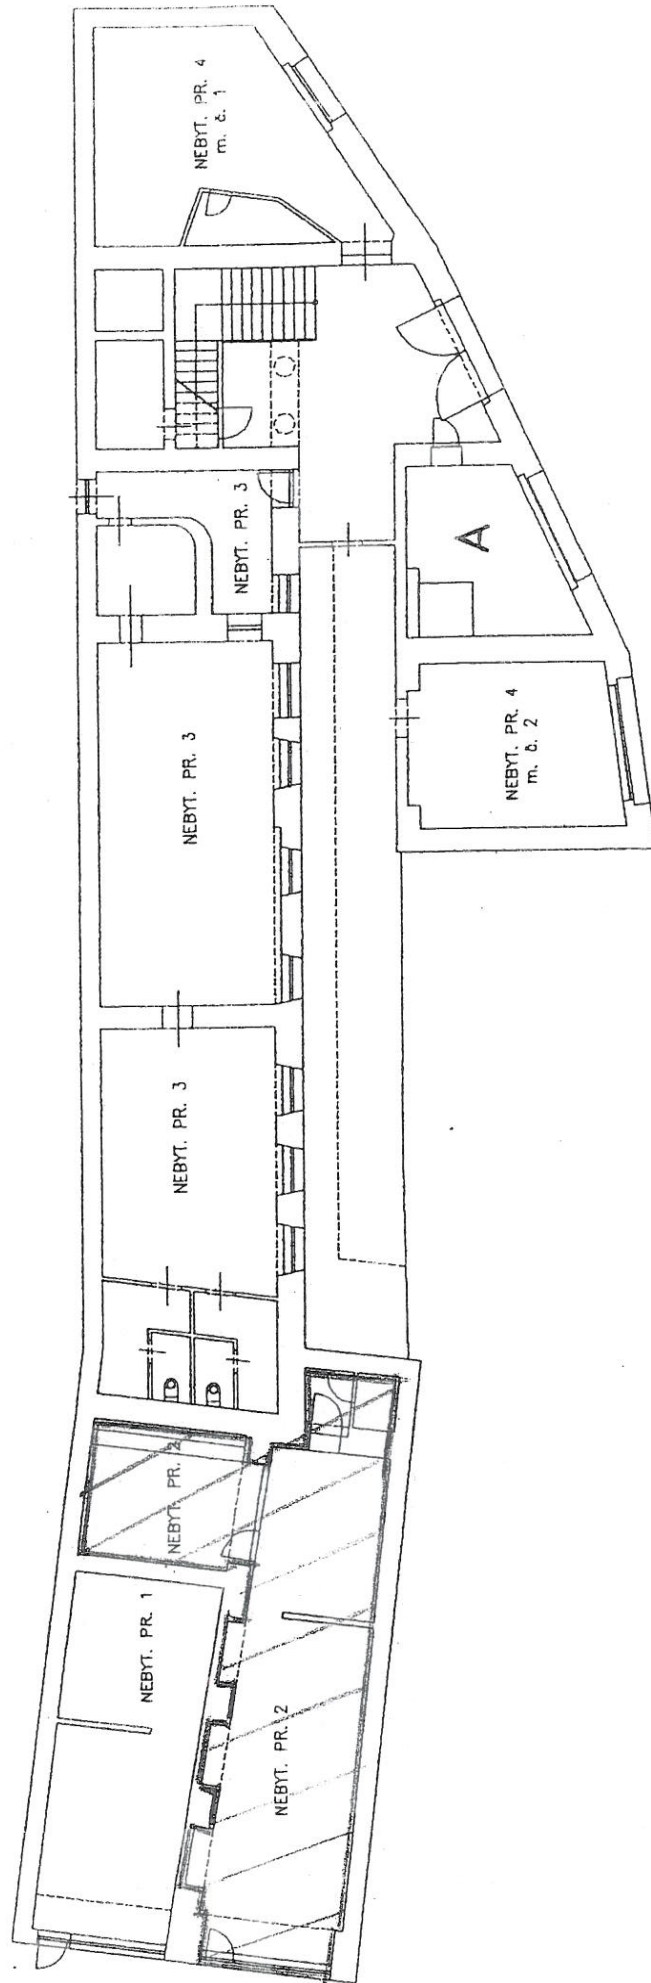 NEBYT. PR. 4
m. č. 1
NEBYT. PR. 3
A
NEBYT. PR. 4
m. č. 2
NEBYT. PR. 3
NEBYT. PR. 3
NEBYT. PR. 2
NEBYT. PR. 1
NEBYT. PR. 2